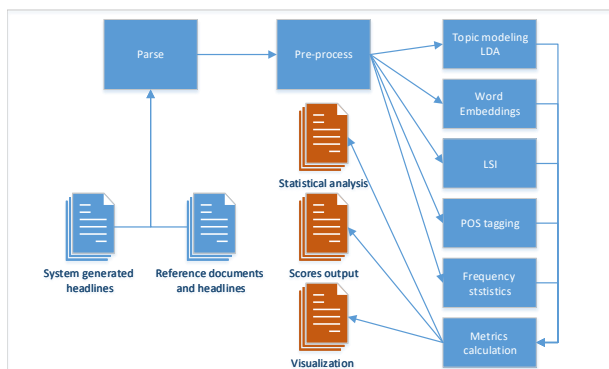 Parse
Pre-process
Topic modeling
LDA
Word
Embeddings
LSI
POS tagging
Frequency
ststistics
Metrics
calculation
Statistical analysis
Scores output
Visualization
System generated
headlines
Reference documents
and headlines